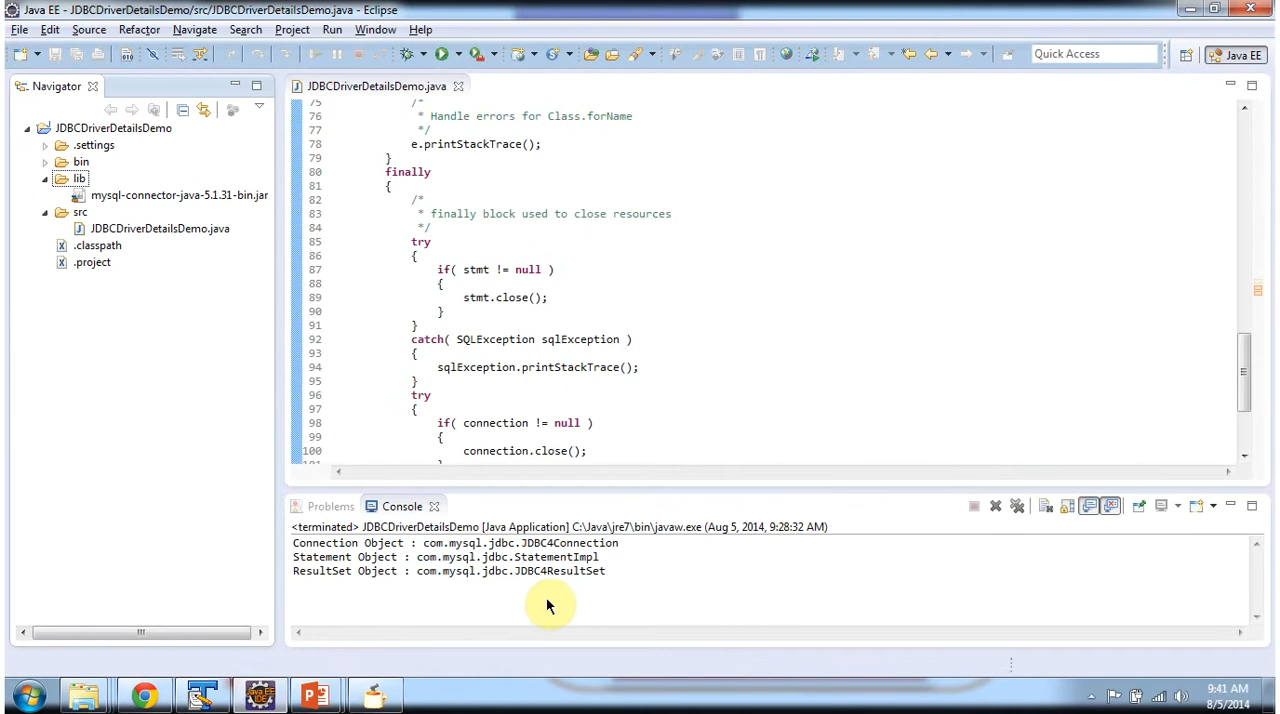 Java EE - JDBCDriverDetailsDemo/src/JDBCDriverDetailsDemo.java - Eclipse
File Edit Source Refactor Navigate Search Project Run Window Help
Quick Access
Java EE
Navigator
JDBCDriverDetailsDemo
.settings
bin
lib
mysql-connector-java-5.1.31-bin.jar
src
JDBCDriverDetailsDemo.java
.classpath
.project
JDBCDriverDetailsDemo.java
75 /*
76 * Handle errors for Class.forName
77 */
78 e.printStackTrace();
79 }
80 finally
81 {
82 /*
83 * finally block used to close resources
84 */
85 try
86 {
87 if( stmt != null )
88 {
89 stmt.close();
90 }
91 }
92 catch( SQLException sqlException )
93 {
94 sqlException.printStackTrace();
95 }
96 try
97 {
98 if( connection != null )
99 {
100 connection.close();
101 }
Problems Console
<terminated> JDBCDriverDetailsDemo [Java Application] C:\Java\jre7\bin\javaw.exe (Aug 5, 2014, 9:28:32 AM)
Connection Object : com.mysql.jdbc.JDBC4Connection
Statement Object : com.mysql.jdbc.StatementImpl
ResultSet Object : com.mysql.jdbc.JDBC4ResultSet
Java EE
IDE
9:41 AM
8/5/2014